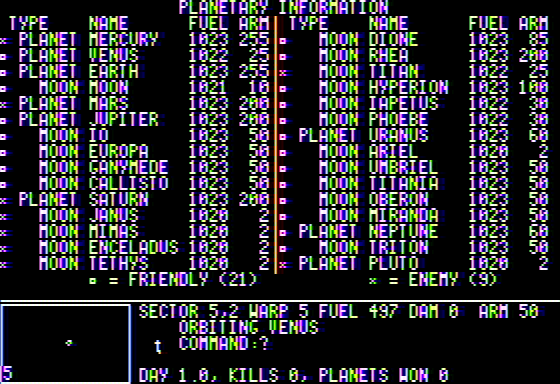 PLANETARY INFORMATION
TYPE NAME FUEL ARM TYPE NAME FUEL ARM
PLANET MERCURY 1023 255 MOON DIONE 1023 85
PLANET VENUS 1022 25 MOON RHEA 1023 200
PLANET EARTH 1023 255 MOON TITAN 1022 25
MOON MOON 1021 10 MOON HYPERION 1023 100
PLANET MARS 1023 200 MOON IAPETUS 1022 30
PLANET JUPITER 1023 200 MOON PHOEBE 1022 30
MOON IO 1023 50 PLANET URANUS 1023 60
MOON EUROPA 1023 50 MOON ARIEL 1020 2
MOON GANYMEDE 1023 50 MOON UMBRIEL 1023 50
MOON CALLISTO 1023 50 MOON TITANIA 1023 50
PLANET SATURN 1023 200 MOON OBERON 1023 50
MOON JANUS 1020 2 MOON MIRANDA 1023 50
MOON MIMAS 1020 2 PLANET NEPTUNE 1023 60
MOON ENCELADUS 1020 2 MOON TRITON 1023 50
MOON TETHYS 1020 2 PLANET PLUTO 1020 2
¤ = FRIENDLY (21) × = ENEMY (9)
SECTOR 5,2 WARP 5 FUEL 497 DAM 0 ARM 50
ORBITING VENUS
t COMMAND:?
5
DAY 1.0, KILLS 0, PLANETS WON 0